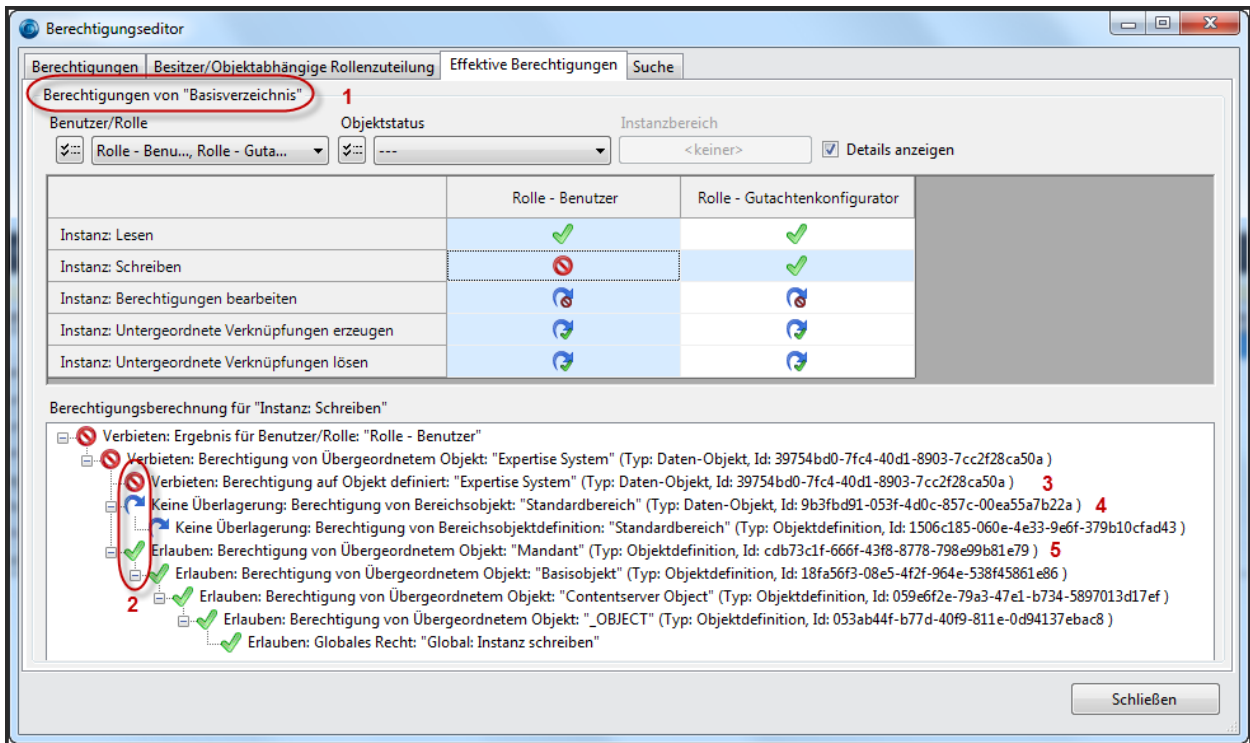 Berechtigungseditor
Berechtigungen Besitzer/Objektabhängige Rollenzuteilung Effektive Berechtigungen Suche
Berechtigungen von "Basisverzeichnis" 1
Benutzer/Rolle Objektstatus Instanzbereich
Rolle - Benu..., Rolle - Guta... --- <keiner> Details anzeigen
Rolle - Benutzer Rolle - Gutachtenkonfigurator
Instanz: Lesen
Instanz: Schreiben
Instanz: Berechtigungen bearbeiten
Instanz: Untergeordnete Verknüpfungen erzeugen
Instanz: Untergeordnete Verknüpfungen lösen
Berechtigungsberechnung für "Instanz: Schreiben"
Verbieten: Ergebnis für Benutzer/Rolle: "Rolle - Benutzer"
Verbieten: Berechtigung von Übergeordnetem Objekt: "Expertise System" (Typ: Daten-Objekt, Id: 39754bd0-7fc4-40d1-8903-7cc2f28ca50a )
Verbieten: Berechtigung auf Objekt definiert: "Expertise System" (Typ: Daten-Objekt, Id: 39754bd0-7fc4-40d1-8903-7cc2f28ca50a ) 3
Keine Überlagerung: Berechtigung von Bereichsobjekt: "Standardbereich" (Typ: Daten-Objekt, Id: 9b3fbd91-053f-4d0c-857c-00ea55a7b22a ) 4
Keine Überlagerung: Berechtigung von Bereichsobjektdefinition: "Standardbereich" (Typ: Objektdefinition, Id: 1506c185-060e-4e33-9e6f-379b10cfad43 )
Erlauben: Berechtigung von Übergeordnetem Objekt: "Mandant" (Typ: Objektdefinition, Id: cdb73c1f-666f-43f8-8778-798e99b81e79 ) 5
Erlauben: Berechtigung von Übergeordnetem Objekt: "Basisobjekt" (Typ: Objektdefinition, Id: 18fa56f3-08e5-4f2f-964e-538f45861e86 )
2 Erlauben: Berechtigung von Übergeordnetem Objekt: "Contentserver Object" (Typ: Objektdefinition, Id: 059e6f2e-79a3-47e1-b734-5897013d17ef )
Erlauben: Berechtigung von Übergeordnetem Objekt: "_OBJECT" (Typ: Objektdefinition, Id: 053ab44f-b77d-40f9-811e-0d94137ebac8 )
Erlauben: Globales Recht: "Global: Instanz schreiben"
Schließen